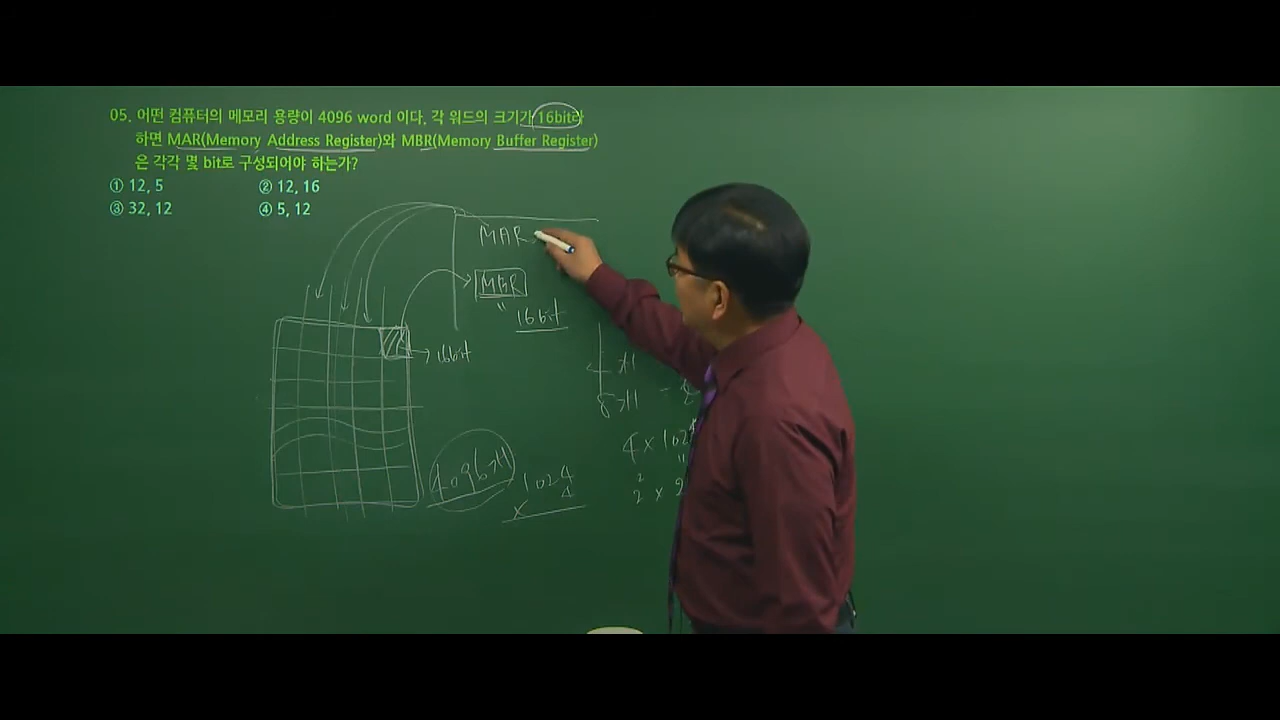 05. 어떤 컴퓨터의 메모리 용량이 4096 word 이다. 각 워드의 크기가 16bit라
하면 MAR(Memory Address Register)와 MBR(Memory Buffer Register)
은 각각 몇 bit로 구성되어야 하는가?
① 12, 5 ② 12, 16
③ 32, 12 ④ 5, 12
MAR
MBR
16bit
16bit
4096개
1024
× 4
4 × 1024
2 × 2